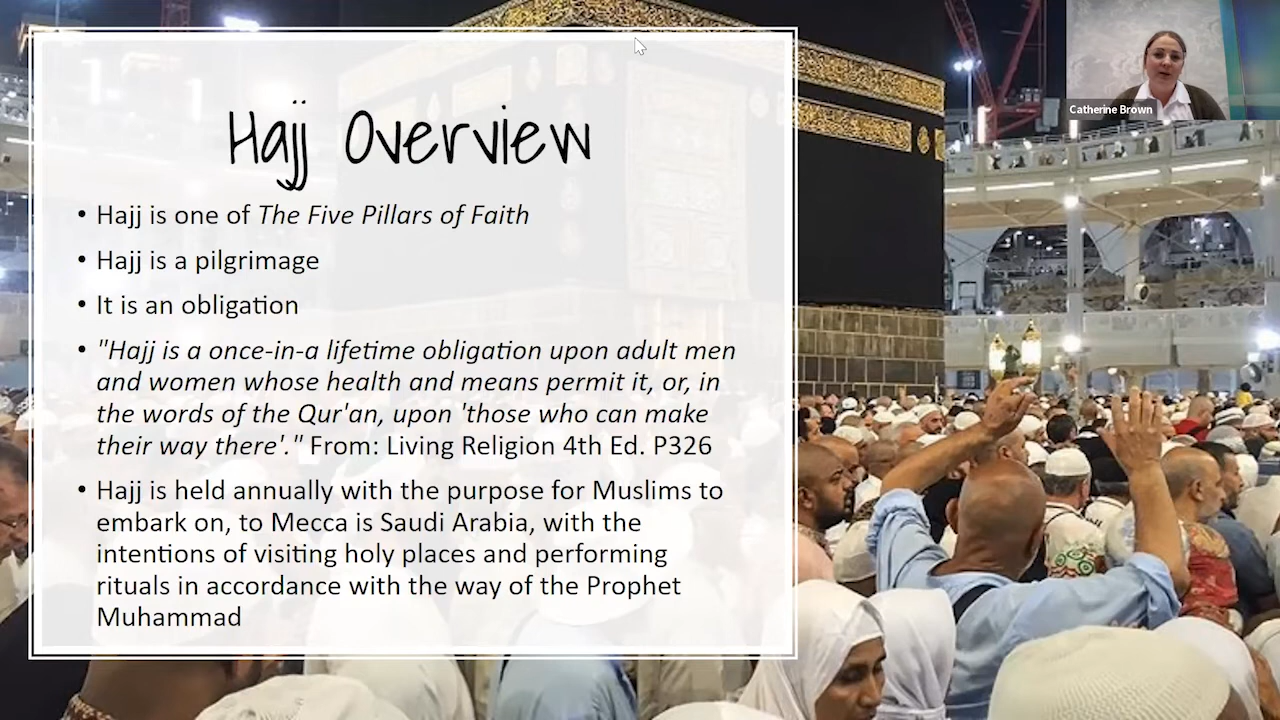 Hajj Overview
• Hajj is one of The Five Pillars of Faith
• Hajj is a pilgrimage
• It is an obligation
• "Hajj is a once-in-a lifetime obligation upon adult men
and women whose health and means permit it, or, in
the words of the Qur'an, upon 'those who can make
their way there'." From: Living Religion 4th Ed. P326
• Hajj is held annually with the purpose for Muslims to
embark on, to Mecca is Saudi Arabia, with the
intentions of visiting holy places and performing
rituals in accordance with the way of the Prophet
Muhammad
Catherine Brown